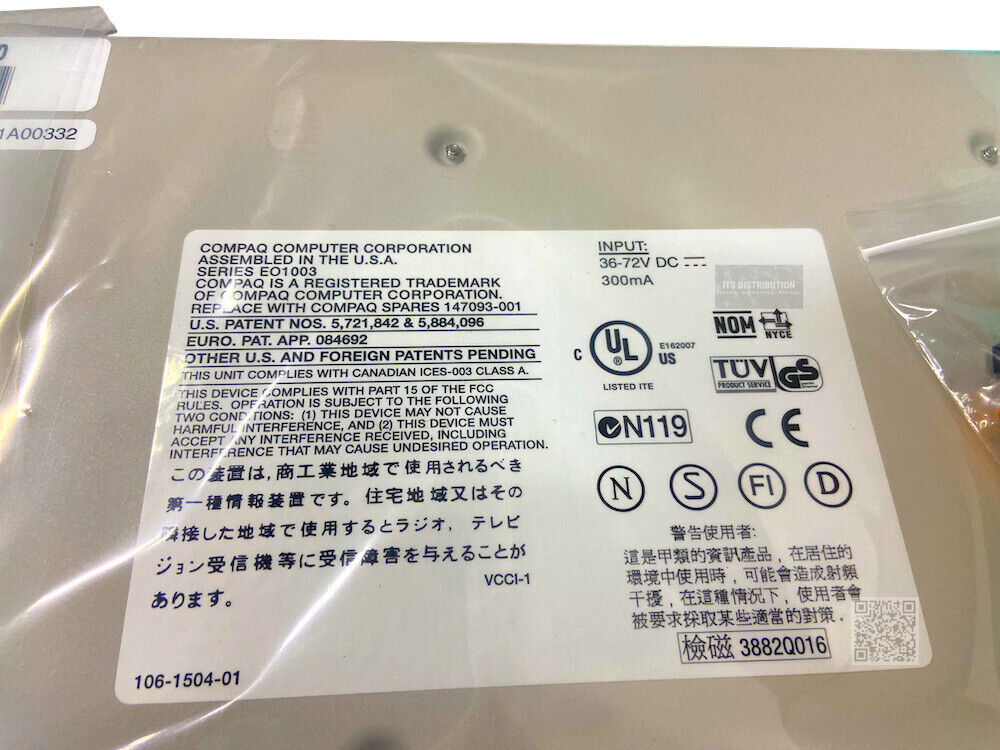 0
1A00332
COMPAQ COMPUTER CORPORATION
ASSEMBLED IN THE U.S.A.
SERIES EO1003
COMPAQ IS A REGISTERED TRADEMARK
OF COMPAQ COMPUTER CORPORATION.
REPLACE WITH COMPAQ SPARES 147093-001
U.S. PATENT NOS. 5,721,842 & 5,884,096
EURO. PAT. APP. 084692
OTHER U.S. AND FOREIGN PATENTS PENDING
THIS UNIT COMPLIES WITH CANADIAN ICES-003 CLASS A.
THIS DEVICE COMPLIES WITH PART 15 OF THE FCC
RULES. OPERATION IS SUBJECT TO THE FOLLOWING
TWO CONDITIONS: (1) THIS DEVICE MAY NOT CAUSE
HARMFUL INTERFERENCE, AND (2) THIS DEVICE MUST
ACCEPT ANY INTERFERENCE RECEIVED, INCLUDING
INTERFERENCE THAT MAY CAUSE UNDESIRED OPERATION.
この装置は,商工業地域で使用されるべき
第一種情報装置です。住宅地域又はその
隣接した地域で使用するとラジオ,テレビ
ジョン受信機等に受信障害を与えることが
あります。
VCCI-1
106-1504-01
INPUT:
36-72V DC
300mA
ITS DISTRIBUTION
NOM
NYCE
C
UL
E162007
US
LISTED ITE
TÜV
PRODUCT SERVICE
GS
N119
CE
N
S
FI
D
警告使用者:
這是甲類的資訊產品,在居住的
環境中使用時,可能會造成射頻
干擾,在這種情況下,使用者會
被要求採取某些適當的對策。
檢磁 3882Q016